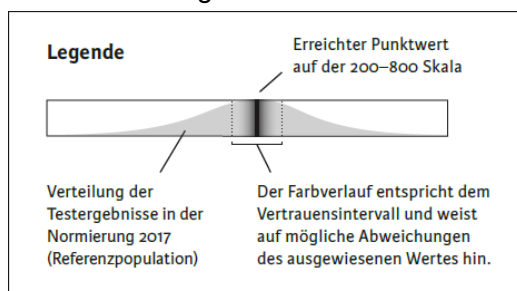 Legende
Erreichter Punktwert
auf der 200–800 Skala
Verteilung der
Testergebnisse in der
Normierung 2017
(Referenzpopulation)
Der Farbverlauf entspricht dem
Vertrauensintervall und weist
auf mögliche Abweichungen
des ausgewiesenen Wertes hin.